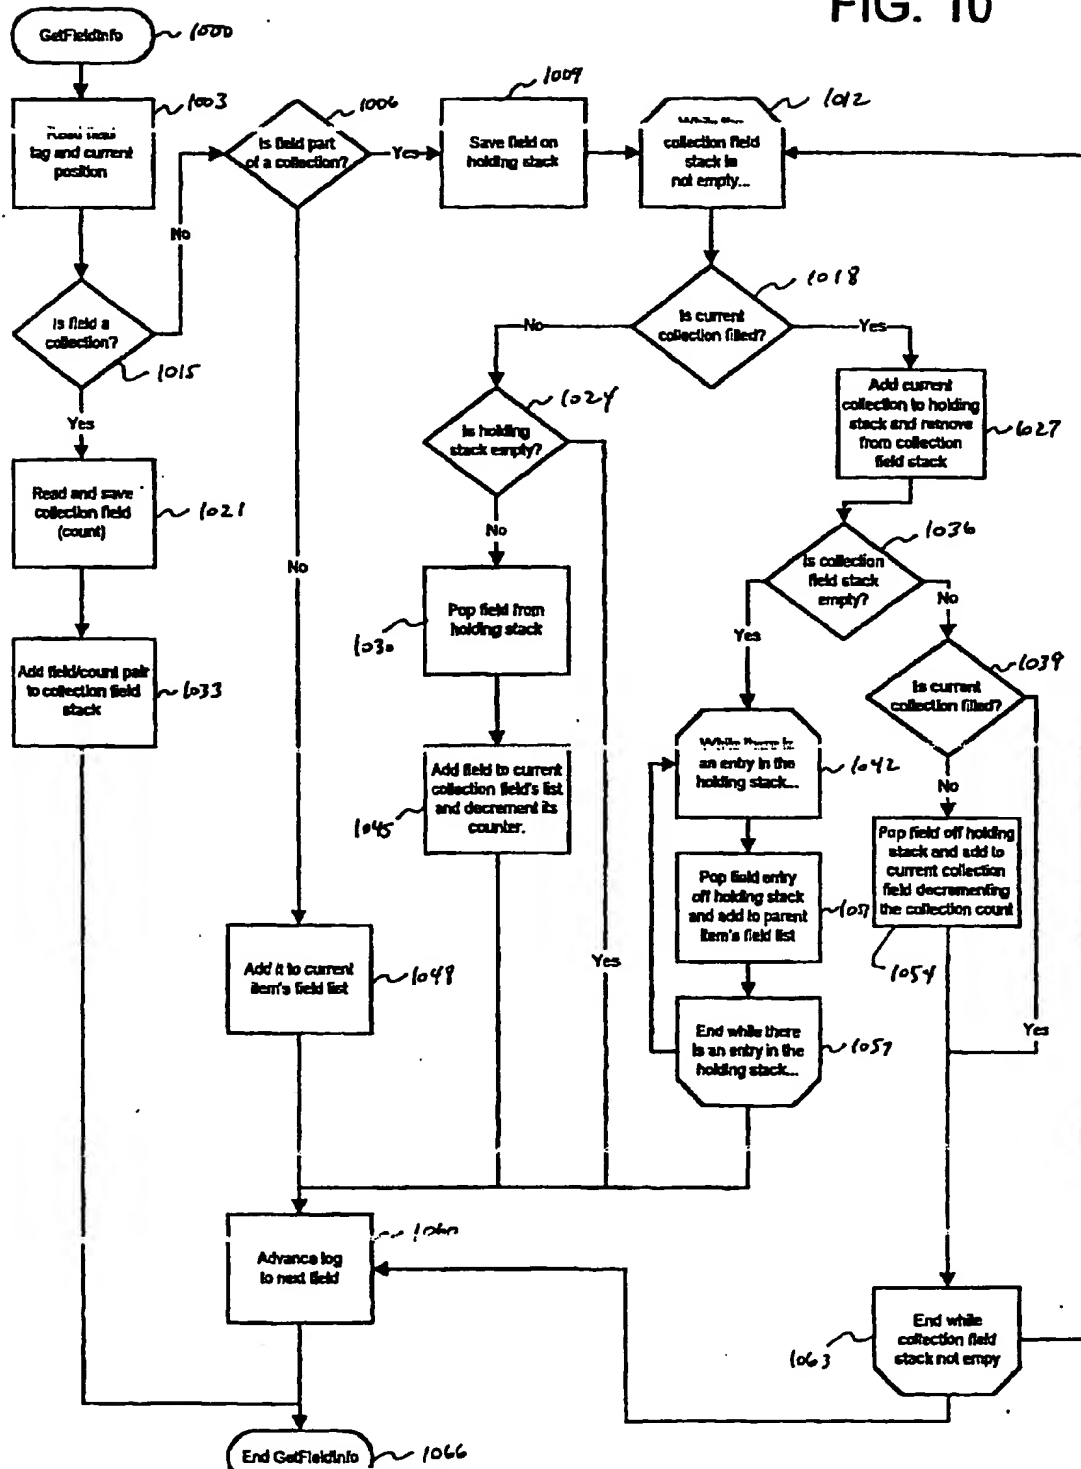 FIG. 10
GetFieldInfo
1000
Read field
tag and current
position
1003
Is field part
of a collection?
1006
Yes
Save field on
holding stack
1009
While the
collection field
stack is
not empty...
1012
No
Is field a
collection?
1015
Yes
Is current
collection filled?
1018
No
Yes
Read and save
collection field
(count)
1021
Is holding
stack empty?
1024
No
Add current
collection to holding
stack and remove
from collection
field stack
1027
Pop field from
holding stack
1030
No
Add field/count pair
to collection field
stack
1033
Is collection
field stack
empty?
1036
Yes
No
Is current
collection filled?
1039
No
While there is
an entry in the
holding stack...
1042
Add field to current
collection field's list
and decrement its
counter.
1045
Pop field entry
off holding stack
and add to parent
item's field list
1051
Pop field off holding
stack and add to
current collection
field decrementing
the collection count
1054
Add it to current
item's field list
1048
Yes
End while there
is an entry in the
holding stack...
1057
Yes
Advance log
to next field
1060
End while
collection field
stack not empy
1063
End GetFieldInfo
1066